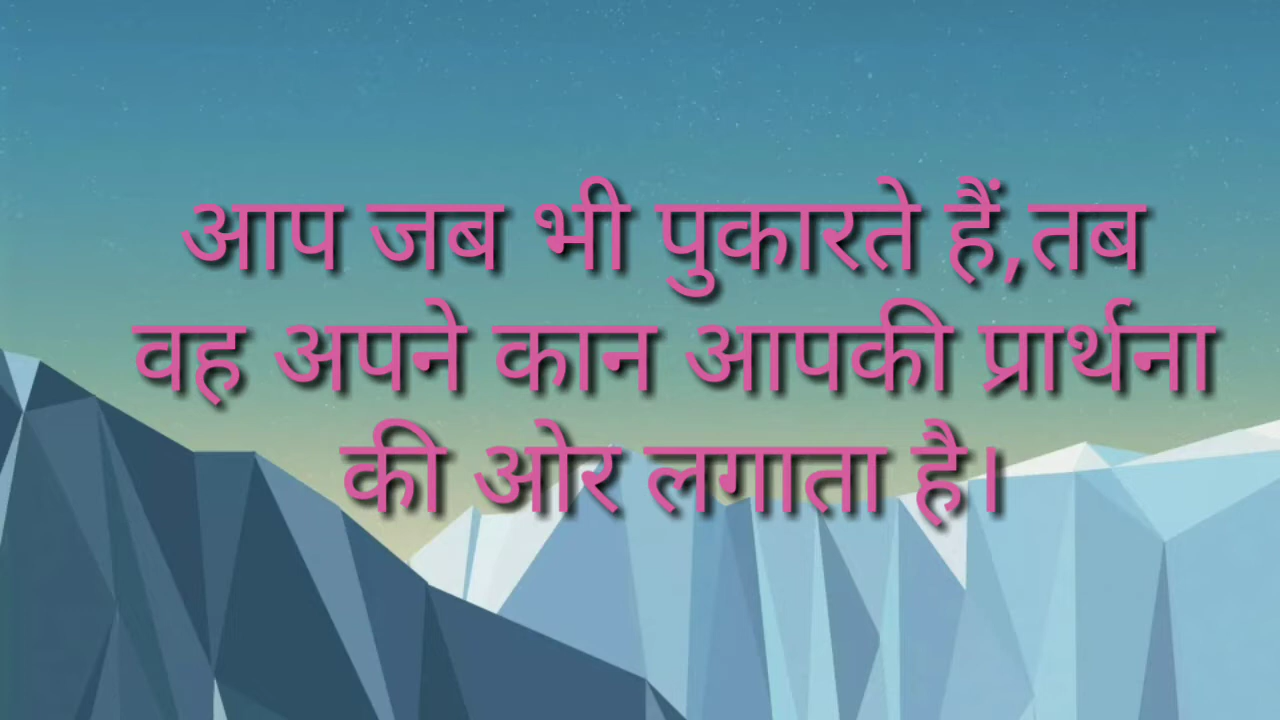 आप जब भी पुकारते हैं,तब
वह अपने कान आपकी प्रार्थना
की ओर लगाता है।